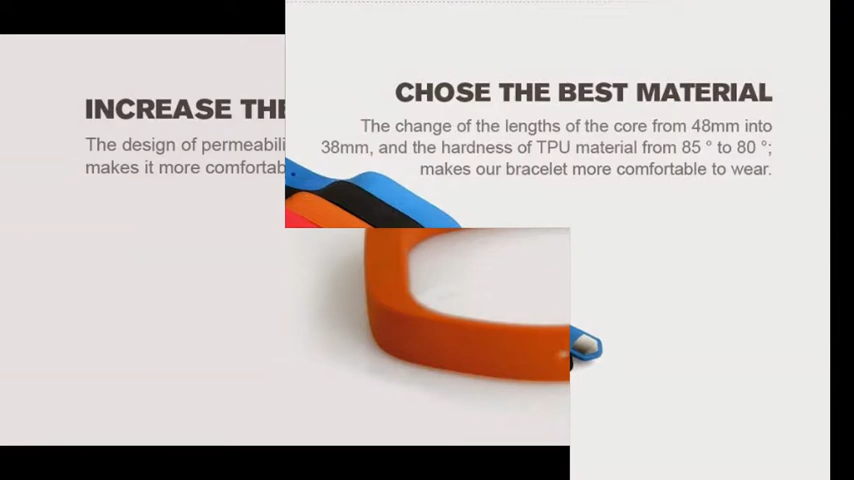 INCREASE THE
The design of permeabili
makes it more comfortab
CHOSE THE BEST MATERIAL
The change of the lengths of the core from 48mm into
38mm, and the hardness of TPU material from 85 ° to 80 °;
makes our bracelet more comfortable to wear.